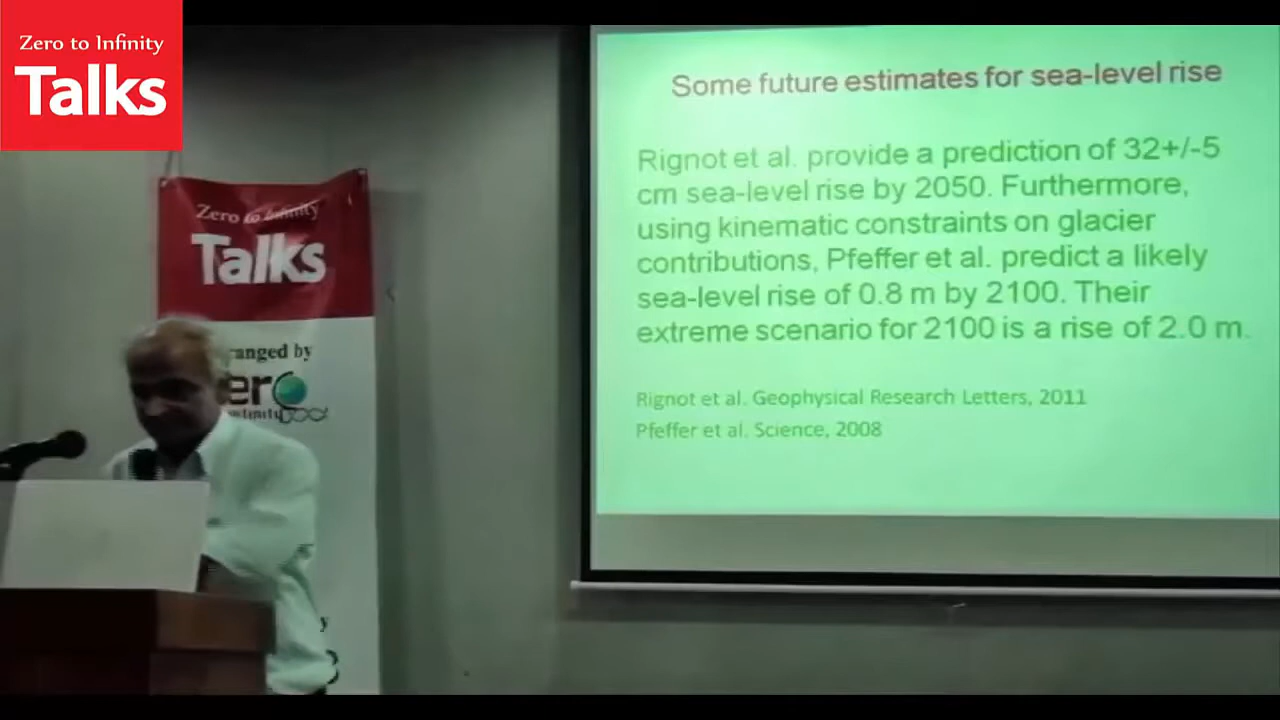 Zero to Infinity
Talks
Zero to Infinity
Talks
ranged by
er
Some future estimates for sea-level rise
Rignot et al. provide a prediction of 32+/-5
cm sea-level rise by 2050. Furthermore,
using kinematic constraints on glacier
contributions, Pfeffer et al. predict a likely
sea-level rise of 0.8 m by 2100. Their
extreme scenario for 2100 is a rise of 2.0 m.
Rignot et al. Geophysical Research Letters, 2011
Pfeffer et al. Science, 2008